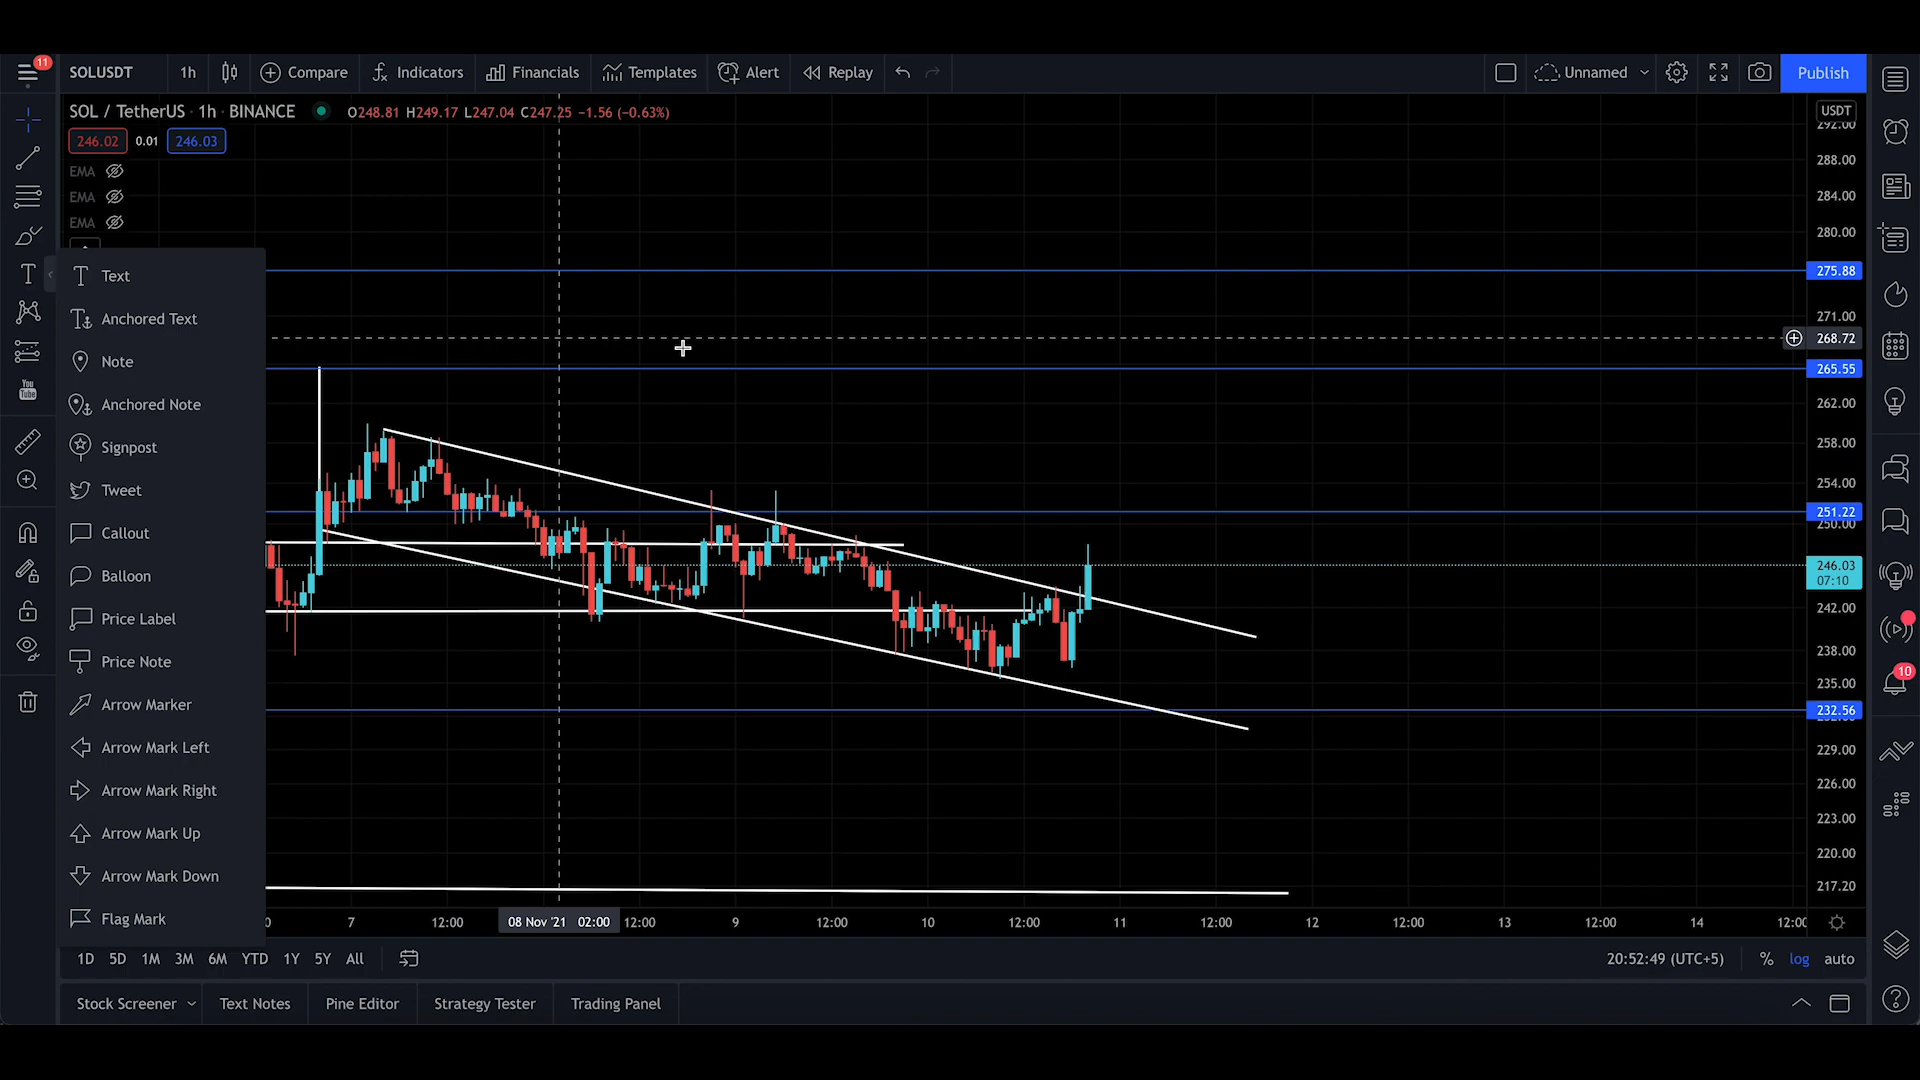 11
SOLUSDT
1h
Compare
Indicators
Financials
Templates
Alert
Replay
Unnamed
Publish
SOL / TetherUS · 1h · BINANCE
O248.81 H249.17 L247.04 C247.25 −1.56 (−0.63%)
246.02 0.01 246.03
EMA
EMA
EMA
Text
Anchored Text
Note
Anchored Note
Signpost
Tweet
Callout
Balloon
Price Label
Price Note
Arrow Marker
Arrow Mark Left
Arrow Mark Right
Arrow Mark Up
Arrow Mark Down
Flag Mark
You
Tube
USDT
292.00
288.00
284.00
280.00
275.88
271.00
268.72
265.55
262.00
258.00
254.00
251.22
250.00
246.03
07:10
242.00
238.00
235.00
232.56
229.00
226.00
223.00
220.00
217.20
10
0 7 12:00 08 Nov '21 02:00 12:00 9 12:00 10 12:00 11 12:00 12 12:00 13 12:00 14 12:00
1D 5D 1M 3M 6M YTD 1Y 5Y All
20:52:49 (UTC+5) % log auto
Stock Screener Text Notes Pine Editor Strategy Tester Trading Panel